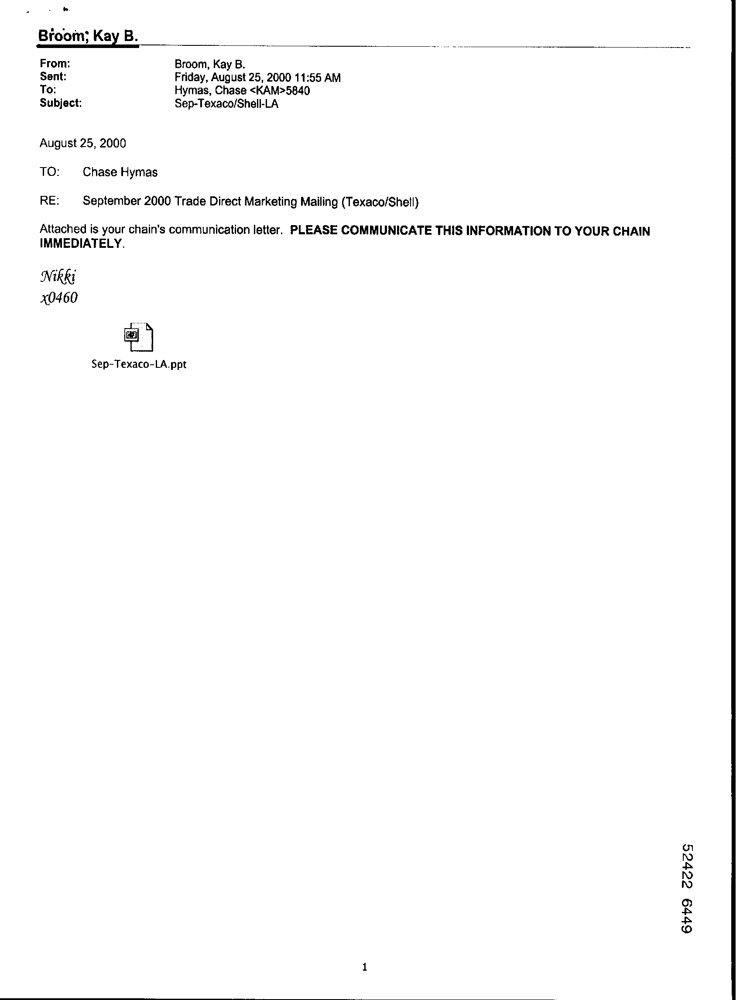 Broom, Kay B.
From: Broom, Kay B.
Sent: Friday, August 25, 2000 11:55 AM
To: Hymas, Chase <KAM>5840
Subject: Sep-Texaco/Shell-LA
August 25, 2000
TO: Chase Hymas
RE: September 2000 Trade Direct Marketing Mailing (Texaco/Shell)
Attached is your chain's communication letter. PLEASE COMMUNICATE THIS INFORMATION TO YOUR CHAIN
IMMEDIATELY.
Nikki
x0460
Sep-Texaco-LA.ppt
52422 6449
1